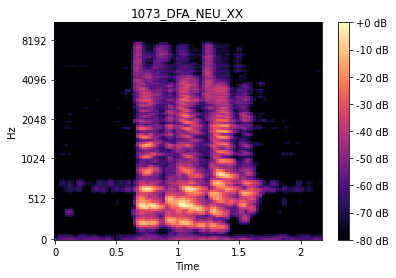 1073_DFA_NEU_XX
8192
4096
2048
1024
512
0
Hz
0
0.5
1
1.5
2
Time
+0 dB
-10 dB
-20 dB
-30 dB
-40 dB
-50 dB
-60 dB
-70 dB
-80 dB